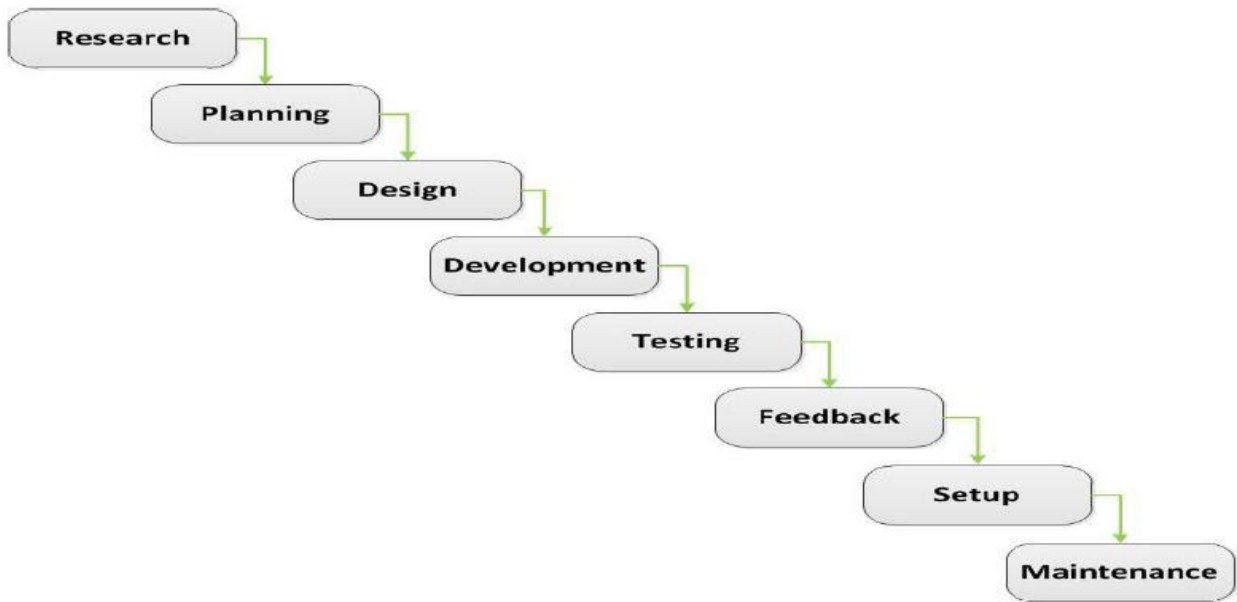 Research
Planning
Design
Development
Testing
Feedback
Setup
Maintenance